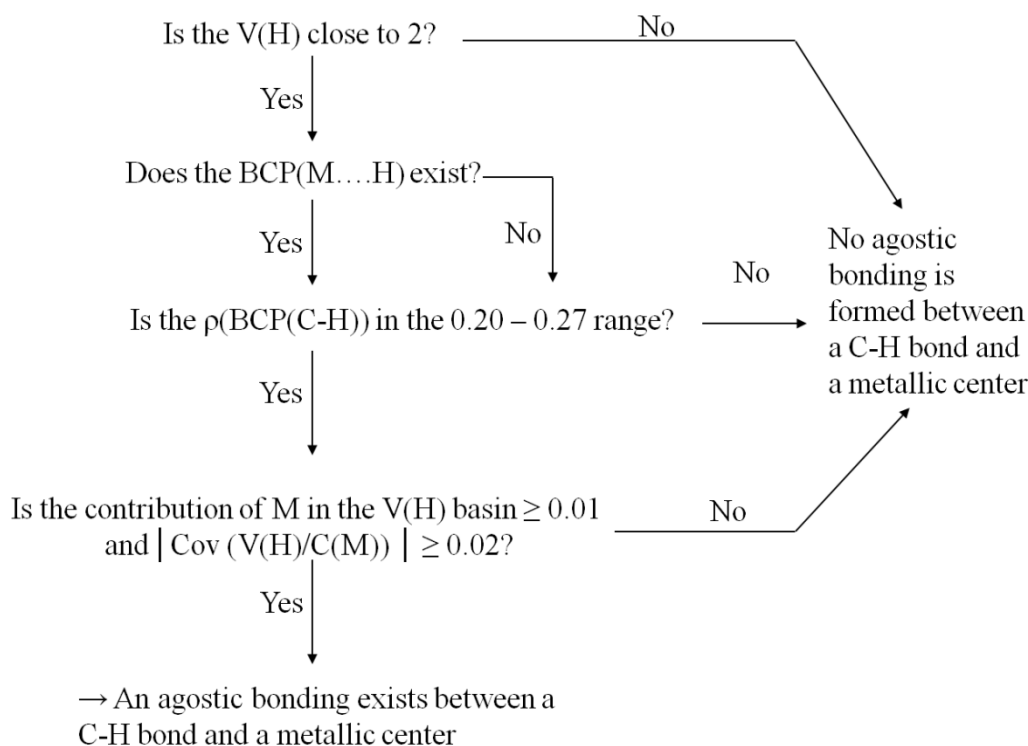 Is the V(H) close to 2?
No
Yes
Does the BCP(M....H) exist?
Yes
No
No
Is the ρ(BCP(C-H)) in the 0.20 – 0.27 range?
No agostic
bonding is
formed between
a C-H bond and
a metallic center
Yes
Is the contribution of M in the V(H) basin ≥ 0.01
and | Cov (V(H)/C(M)) | ≥ 0.02?
No
Yes
→ An agostic bonding exists between a
C-H bond and a metallic center